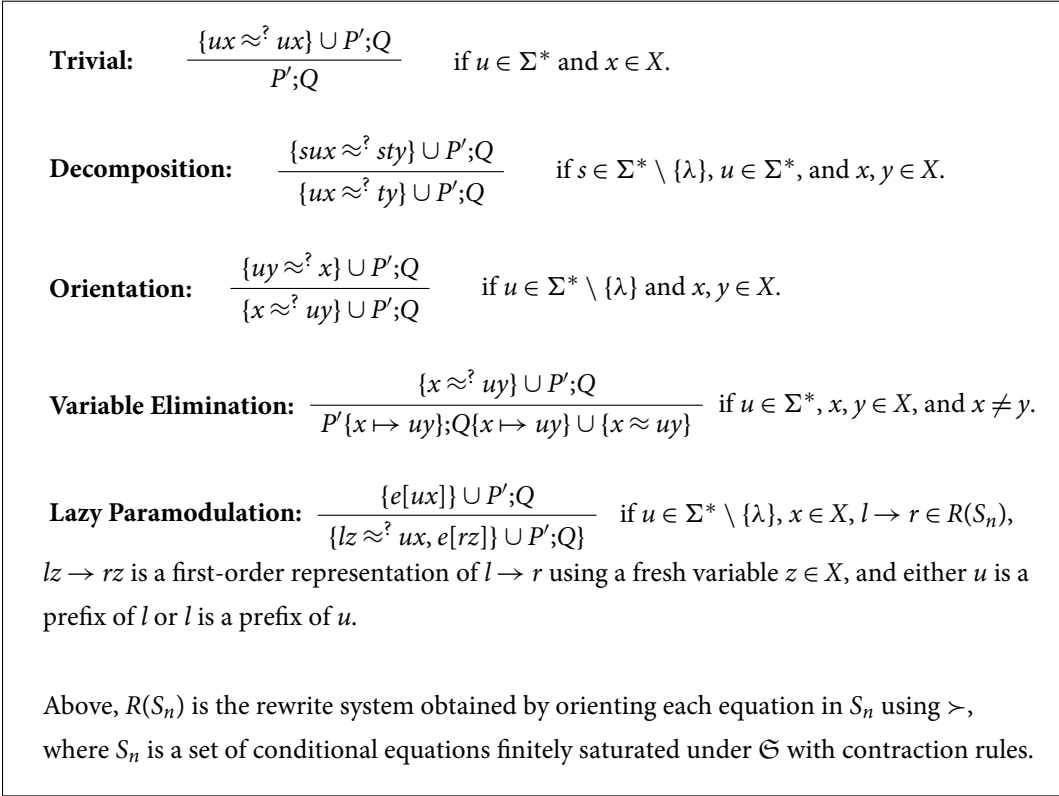 Trivial: {ux ≈? ux} ∪ P′;Q / P′;Q if u ∈ Σ* and x ∈ X.
Decomposition: {sux ≈? sty} ∪ P′;Q / {ux ≈? ty} ∪ P′;Q if s ∈ Σ* \ {λ}, u ∈ Σ*, and x, y ∈ X.
Orientation: {uy ≈? x} ∪ P′;Q / {x ≈? uy} ∪ P′;Q if u ∈ Σ* \ {λ} and x, y ∈ X.
Variable Elimination: {x ≈? uy} ∪ P′;Q / P′{x ↦ uy};Q{x ↦ uy} ∪ {x ≈ uy} if u ∈ Σ*, x, y ∈ X, and x ≠ y.
Lazy Paramodulation: {e[ux]} ∪ P′;Q / {lz ≈? ux, e[rz]} ∪ P′;Q} if u ∈ Σ* \ {λ}, x ∈ X, l → r ∈ R(Sₙ),
lz → rz is a first-order representation of l → r using a fresh variable z ∈ X, and either u is a
prefix of l or l is a prefix of u.
Above, R(Sₙ) is the rewrite system obtained by orienting each equation in Sₙ using ≻,
where Sₙ is a set of conditional equations finitely saturated under 𝔖 with contraction rules.